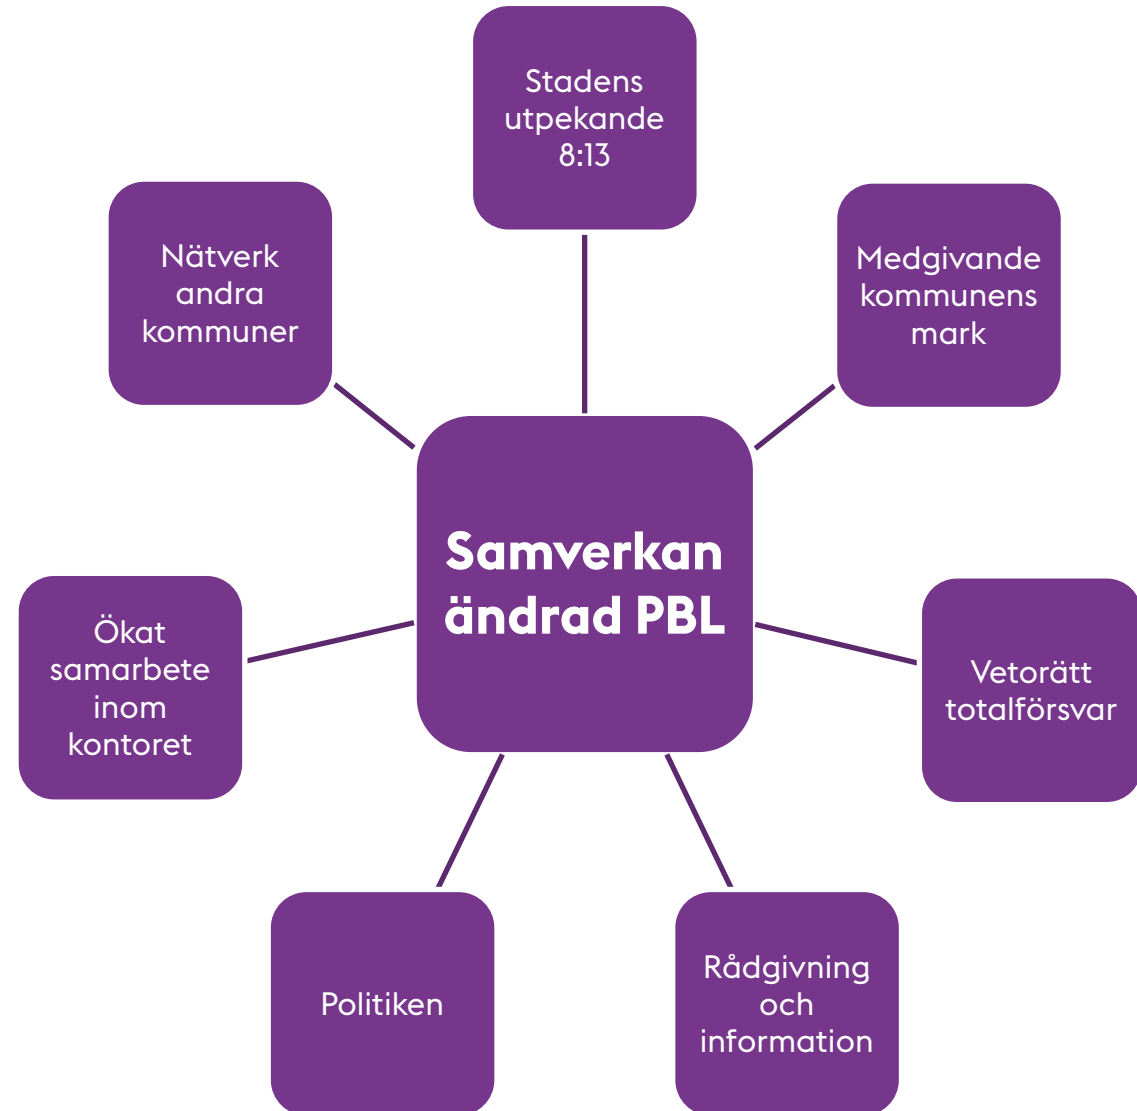 Stadens
utpekande
8:13
Nätverk
andra
kommuner
Medgivande
kommunens
mark
Samverkan
ändrad PBL
Ökat
samarbete
inom
kontoret
Vetorätt
totalförsvar
Politiken
Rådgivning
och
information